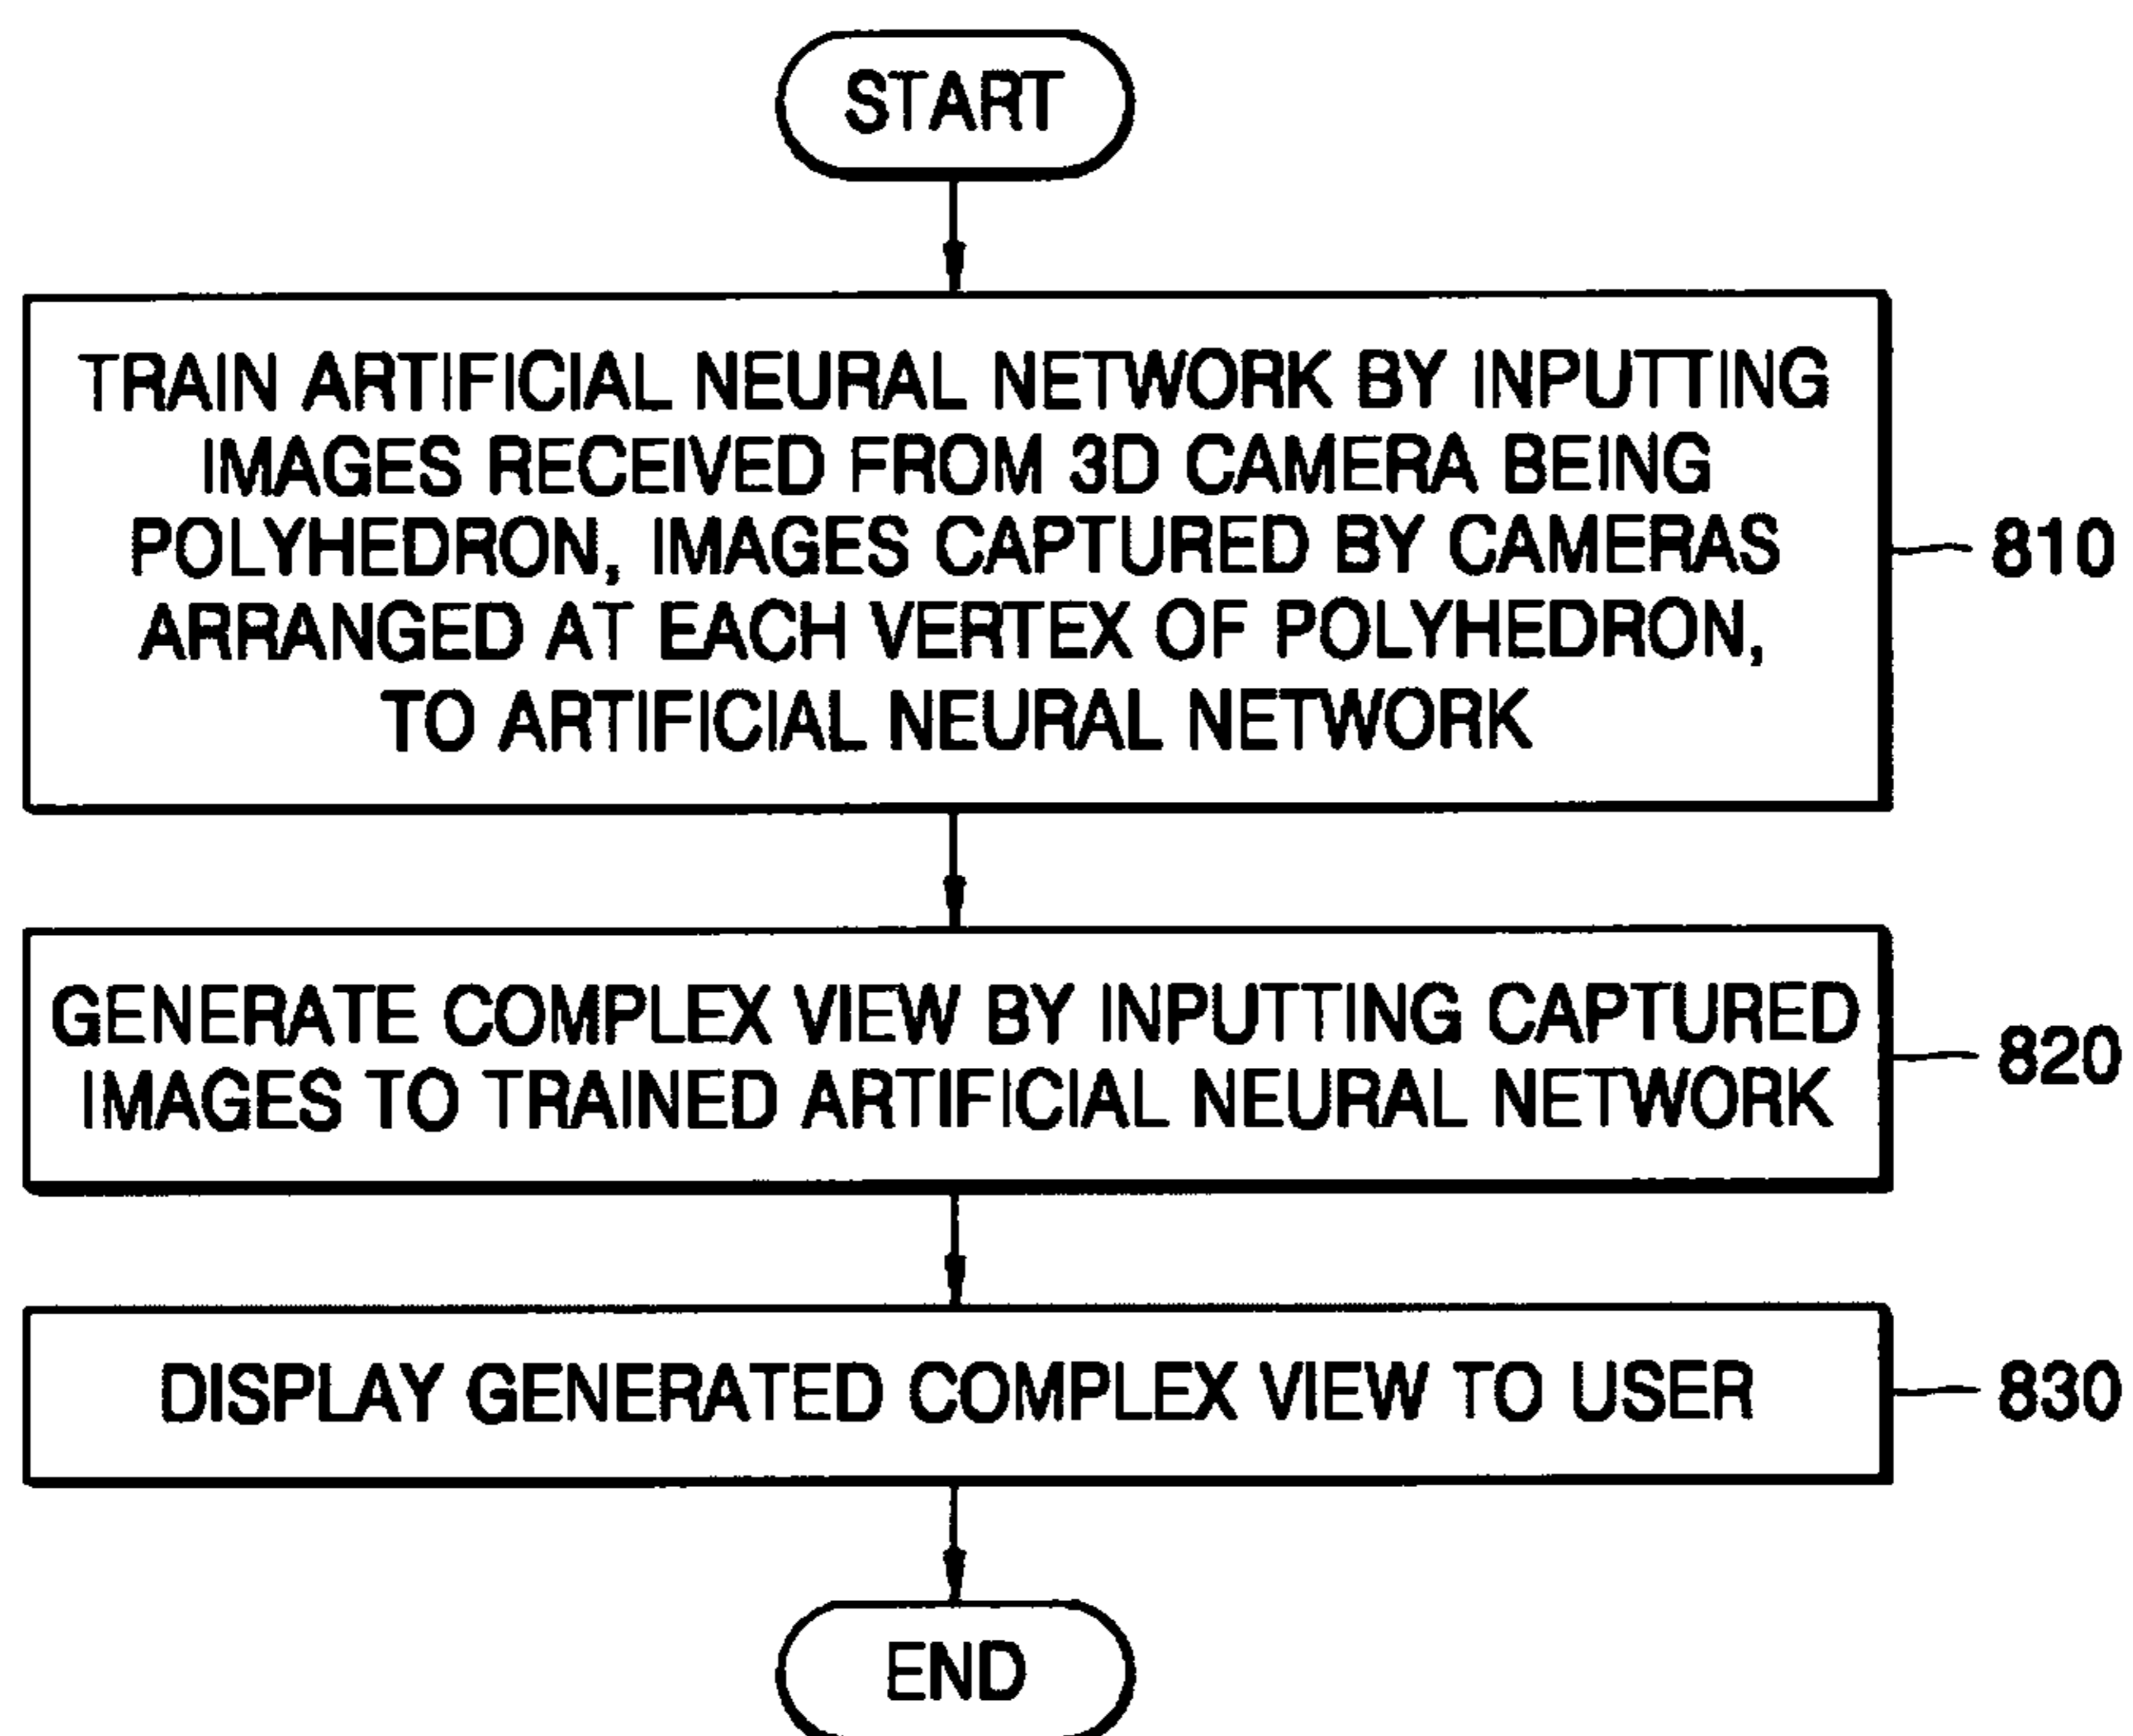 START
TRAIN ARTIFICIAL NEURAL NETWORK BY INPUTTING
IMAGES RECEIVED FROM 3D CAMERA BEING
POLYHEDRON, IMAGES CAPTURED BY CAMERAS
ARRANGED AT EACH VERTEX OF POLYHEDRON,
TO ARTIFICIAL NEURAL NETWORK
810
GENERATE COMPLEX VIEW BY INPUTTING CAPTURED
IMAGES TO TRAINED ARTIFICIAL NEURAL NETWORK
820
DISPLAY GENERATED COMPLEX VIEW TO USER
830
END